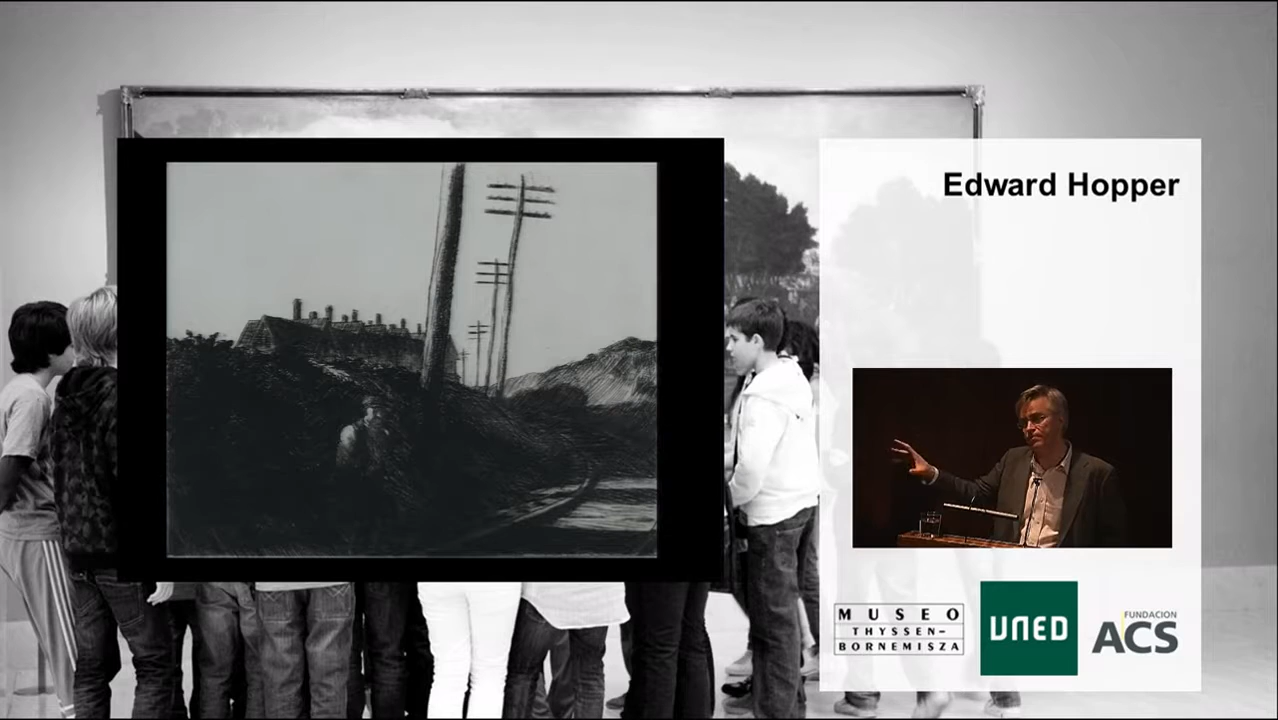 Edward Hopper
MUSEO
THYSSEN-
BORNEMISZA
UNED
FUNDACION
ACS